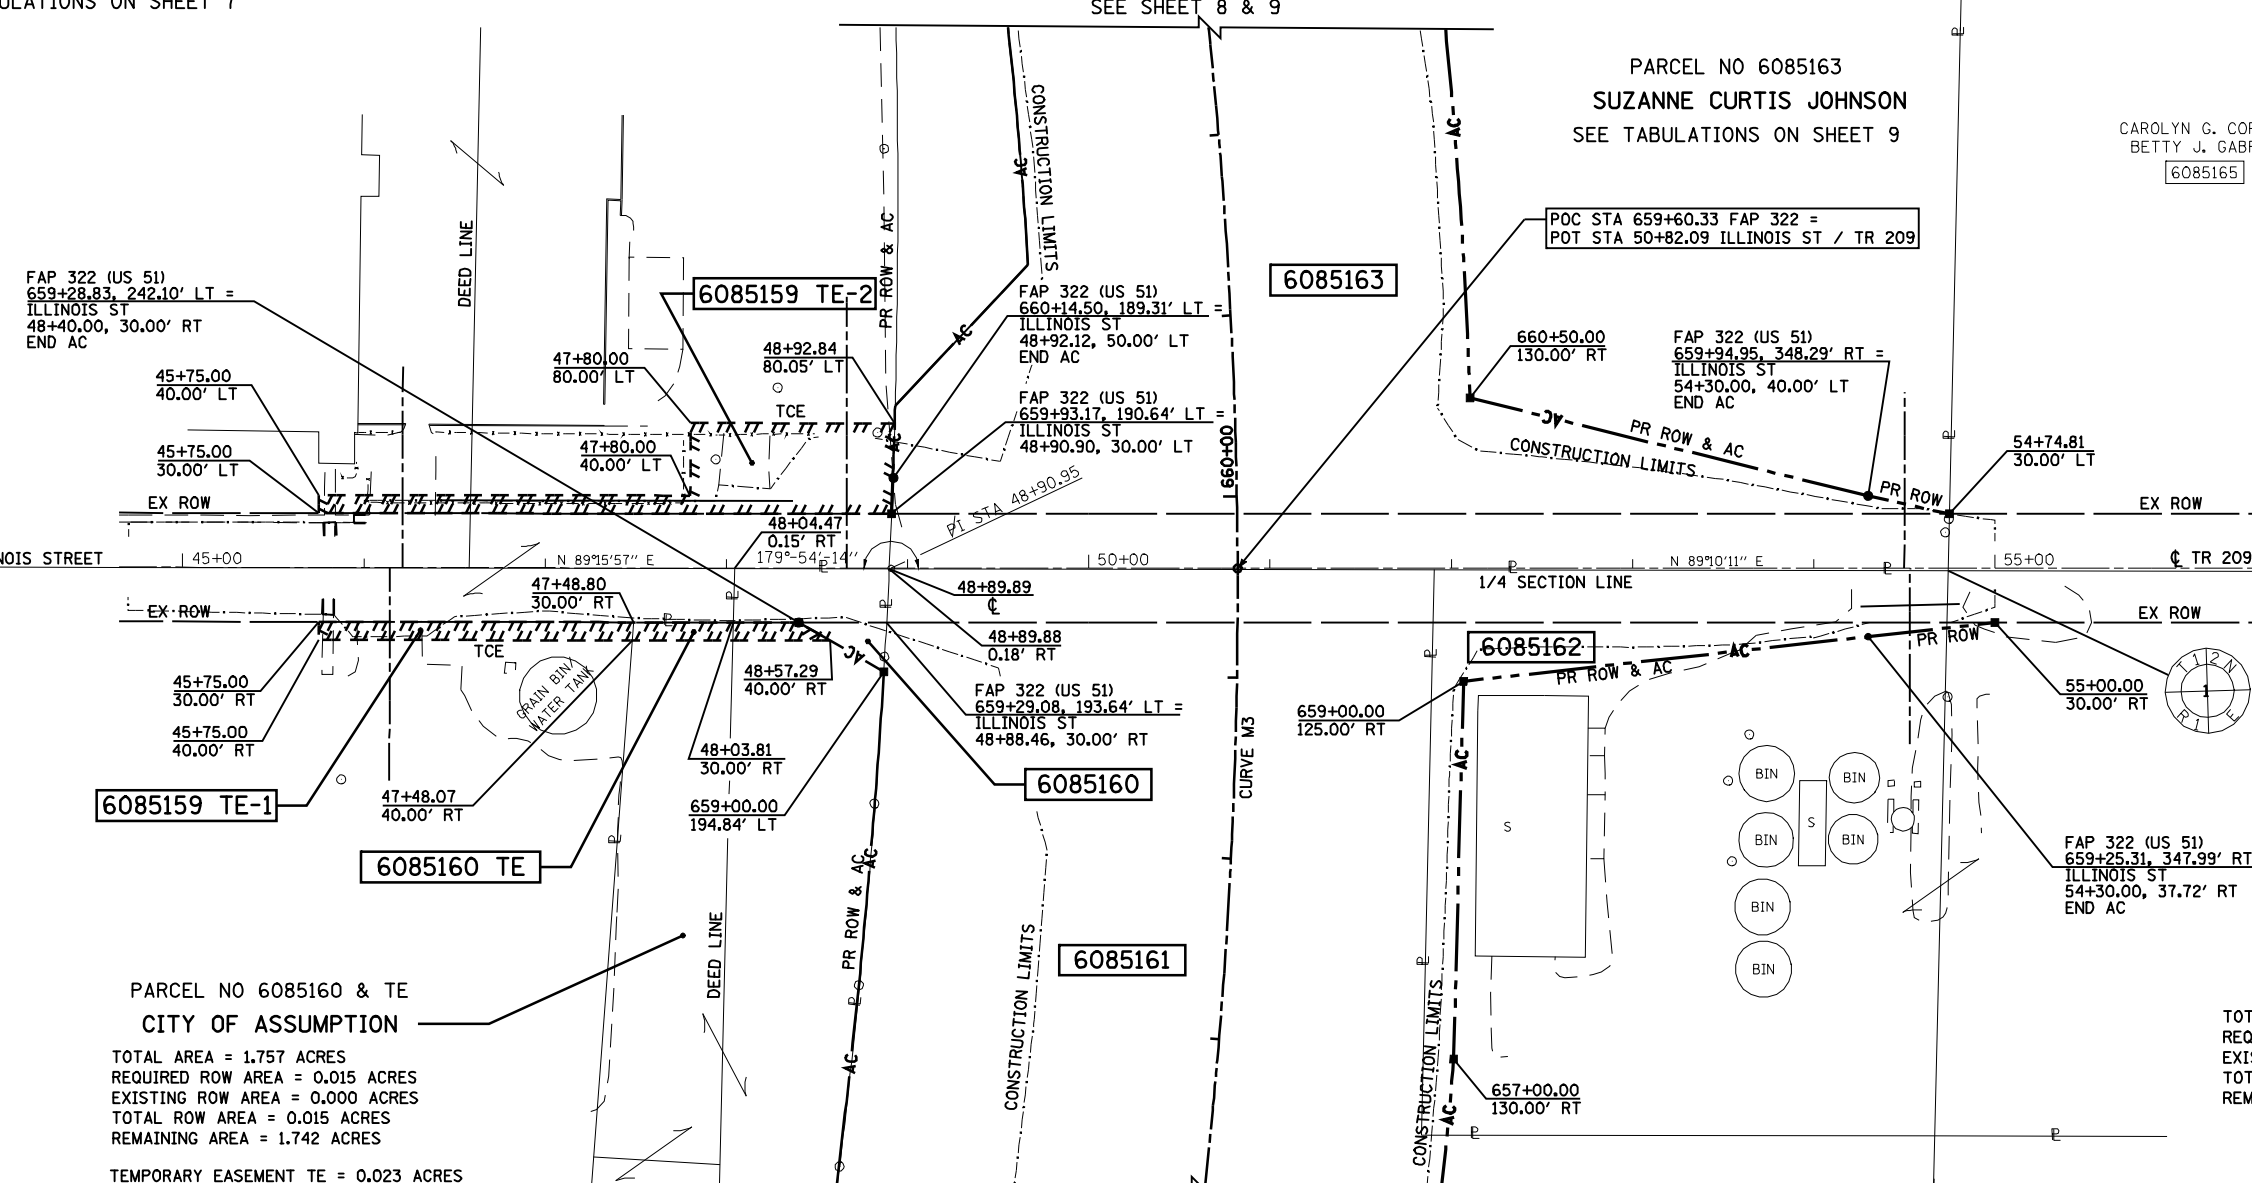 ULATIONS ON SHEET 7
SEE SHEET 8 & 9
PARCEL NO 6085163
SUZANNE CURTIS JOHNSON
SEE TABULATIONS ON SHEET 9
CAROLYN G. COR
BETTY J. GABR
6085165
POC STA 659+60.33 FAP 322 =
POT STA 50+82.09 ILLINOIS ST / TR 209
6085163
CONSTRUCTION LIMITS
AC
AC
PR ROW & AC
DEED LINE
6085159 TE-2
FAP 322 (US 51)
659+28.83, 242.10' LT =
ILLINOIS ST
48+40.00, 30.00' RT
END AC
FAP 322 (US 51)
660+14.50, 189.31' LT =
ILLINOIS ST
48+92.12, 50.00' LT
END AC
AC
660+50.00
130.00' RT
FAP 322 (US 51)
659+94.95, 348.29' RT =
ILLINOIS ST
54+30.00, 40.00' LT
END AC
45+75.00
40.00' LT
47+80.00
80.00' LT
48+92.84
80.05' LT
TCE
FAP 322 (US 51)
659+93.17, 190.64' LT =
ILLINOIS ST
48+90.90, 30.00' LT
AC
660+00
AC
PR ROW & AC
CONSTRUCTION LIMITS
45+75.00
30.00' LT
47+80.00
40.00' LT
54+74.81
30.00' LT
PR ROW
EX ROW
PI STA 48+90.95
EX ROW
48+04.47
0.15' RT
NOIS STREET
45+00
N 89°15'57" E
179°-54'-14"
50+00
N 89°10'11" E
55+00
℄ TR 209
1/4 SECTION LINE
47+48.80
30.00' RT
48+89.89
℄
EX ROW
EX ROW
48+89.88
0.18' RT
6085162
PR ROW
AC
PR ROW & AC
TCE
AC
48+57.29
40.00' RT
45+75.00
30.00' RT
GRAIN BIN/
WATER TANK
FAP 322 (US 51)
659+29.08, 193.64' LT =
ILLINOIS ST
48+88.46, 30.00' RT
659+00.00
125.00' RT
55+00.00
30.00' RT
T12N
1
R1E
45+75.00
40.00' RT
48+03.81
30.00' RT
CURVE M3
AC
6085159 TE-1
47+48.07
40.00' RT
659+00.00
194.84' LT
6085160
BIN
BIN
S
S
BIN
BIN
6085160 TE
AC
PR ROW & AC
FAP 322 (US 51)
659+25.31, 347.99' RT
ILLINOIS ST
54+30.00, 37.72' RT
END AC
BIN
BIN
DEED LINE
6085161
CONSTRUCTION LIMITS
CONSTRUCTION LIMITS
PARCEL NO 6085160 & TE
CITY OF ASSUMPTION
TOTAL AREA = 1.757 ACRES
REQUIRED ROW AREA = 0.015 ACRES
EXISTING ROW AREA = 0.000 ACRES
TOTAL ROW AREA = 0.015 ACRES
REMAINING AREA = 1.742 ACRES
TEMPORARY EASEMENT TE = 0.023 ACRES
AC
657+00.00
130.00' RT
AC
TOT
REQ
EXIS
TOT
REM